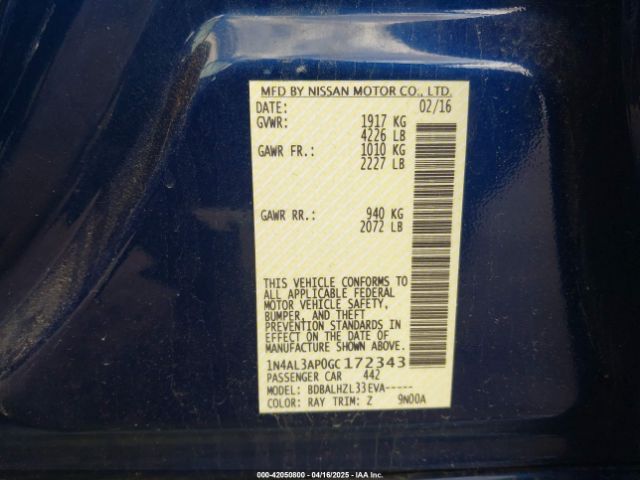 MFD BY NISSAN MOTOR CO., LTD.
DATE: 02/16
GVWR: 1917 KG
4226 LB
GAWR FR.: 1010 KG
2227 LB
GAWR RR.: 940 KG
2072 LB
THIS VEHICLE CONFORMS TO
ALL APPLICABLE FEDERAL
MOTOR VEHICLE SAFETY,
BUMPER, AND THEFT
PREVENTION STANDARDS IN
EFFECT ON THE DATE OF
MANUFACTURE SHOWN ABOVE.
1N4AL3AP0GC172343
PASSENGER CAR 442
MODEL: BDBALHZL33EVA-----
COLOR: RAY TRIM: Z 9N00A
000-42050800 - 04/16/2025 - IAA Inc.